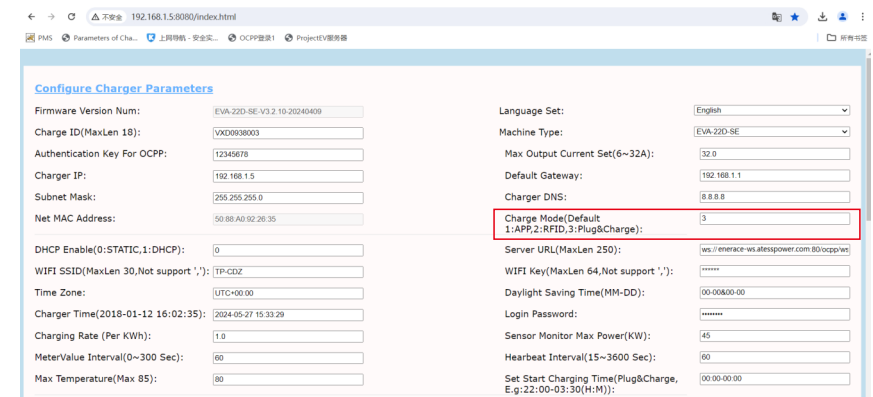 不安全 192.168.1.5:8080/index.html
PMS Parameters of Cha... 上网导航 - 安全实... OCPP登录1 ProjectEV服务器 所有书签
Configure Charger Parameters
Firmware Version Num: EVA-22D-SE-V3.2.10-20240409 Language Set: English
Charge ID(MaxLen 18): VXD0938003 Machine Type: EVA-22D-SE
Authentication Key For OCPP: 12345678 Max Output Current Set(6~32A): 32.0
Charger IP: 192.168.1.5 Default Gateway: 192.168.1.1
Subnet Mask: 255.255.255.0 Charger DNS: 8.8.8.8
Net MAC Address: 50:88:A0:92:26:35 Charge Mode(Default
1:APP,2:RFID,3:Plug&Charge): 3
DHCP Enable(0:STATIC,1:DHCP): 0 Server URL(MaxLen 250): ws://enerace-ws.atesspower.com:80/ocpp/ws
WIFI SSID(MaxLen 30,Not support ','): TP-CDZ WIFI Key(MaxLen 64,Not support ','): ••••••
Time Zone: UTC+00:00 Daylight Saving Time(MM-DD): 00-00&00-00
Charger Time(2018-01-12 16:02:35): 2024-05-27 15:33:29 Login Password: ••••••••
Charging Rate (Per KWh): 1.0 Sensor Monitor Max Power(KW): 45
MeterValue Interval(0~300 Sec): 60 Hearbeat Interval(15~3600 Sec): 60
Max Temperature(Max 85): 80 Set Start Charging Time(Plug&Charge,
E.g:22:00-03:30(H:M)): 00:00-00:00